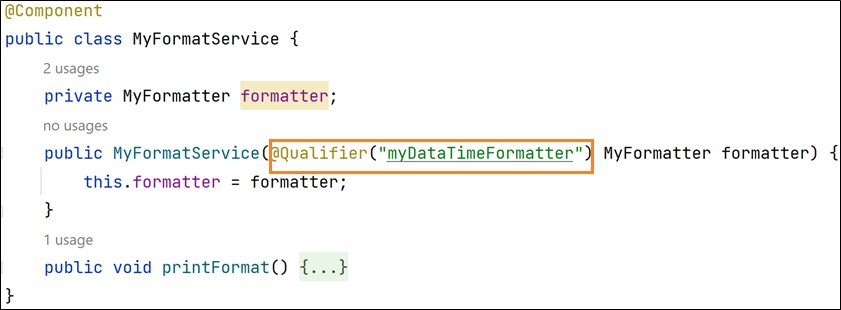 @Component
public class MyFormatService {
2 usages
private MyFormatter formatter;
no usages
public MyFormatService(@Qualifier("myDataTimeFormatter") MyFormatter formatter) {
this.formatter = formatter;
}
1 usage
public void printFormat() {...}
}